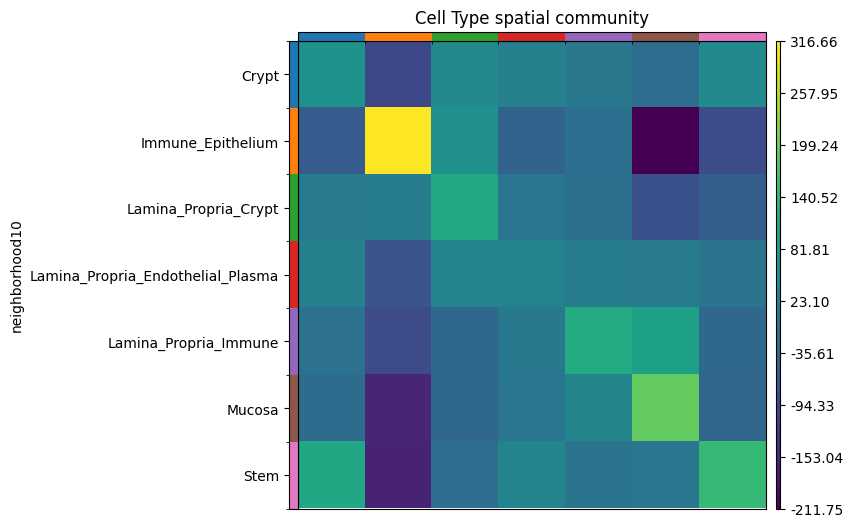 Cell Type spatial community
neighborhood10
Crypt
Immune_Epithelium
Lamina_Propria_Crypt
Lamina_Propria_Endothelial_Plasma
Lamina_Propria_Immune
Mucosa
Stem
316.66
257.95
199.24
140.52
81.81
23.10
-35.61
-94.33
-153.04
-211.75